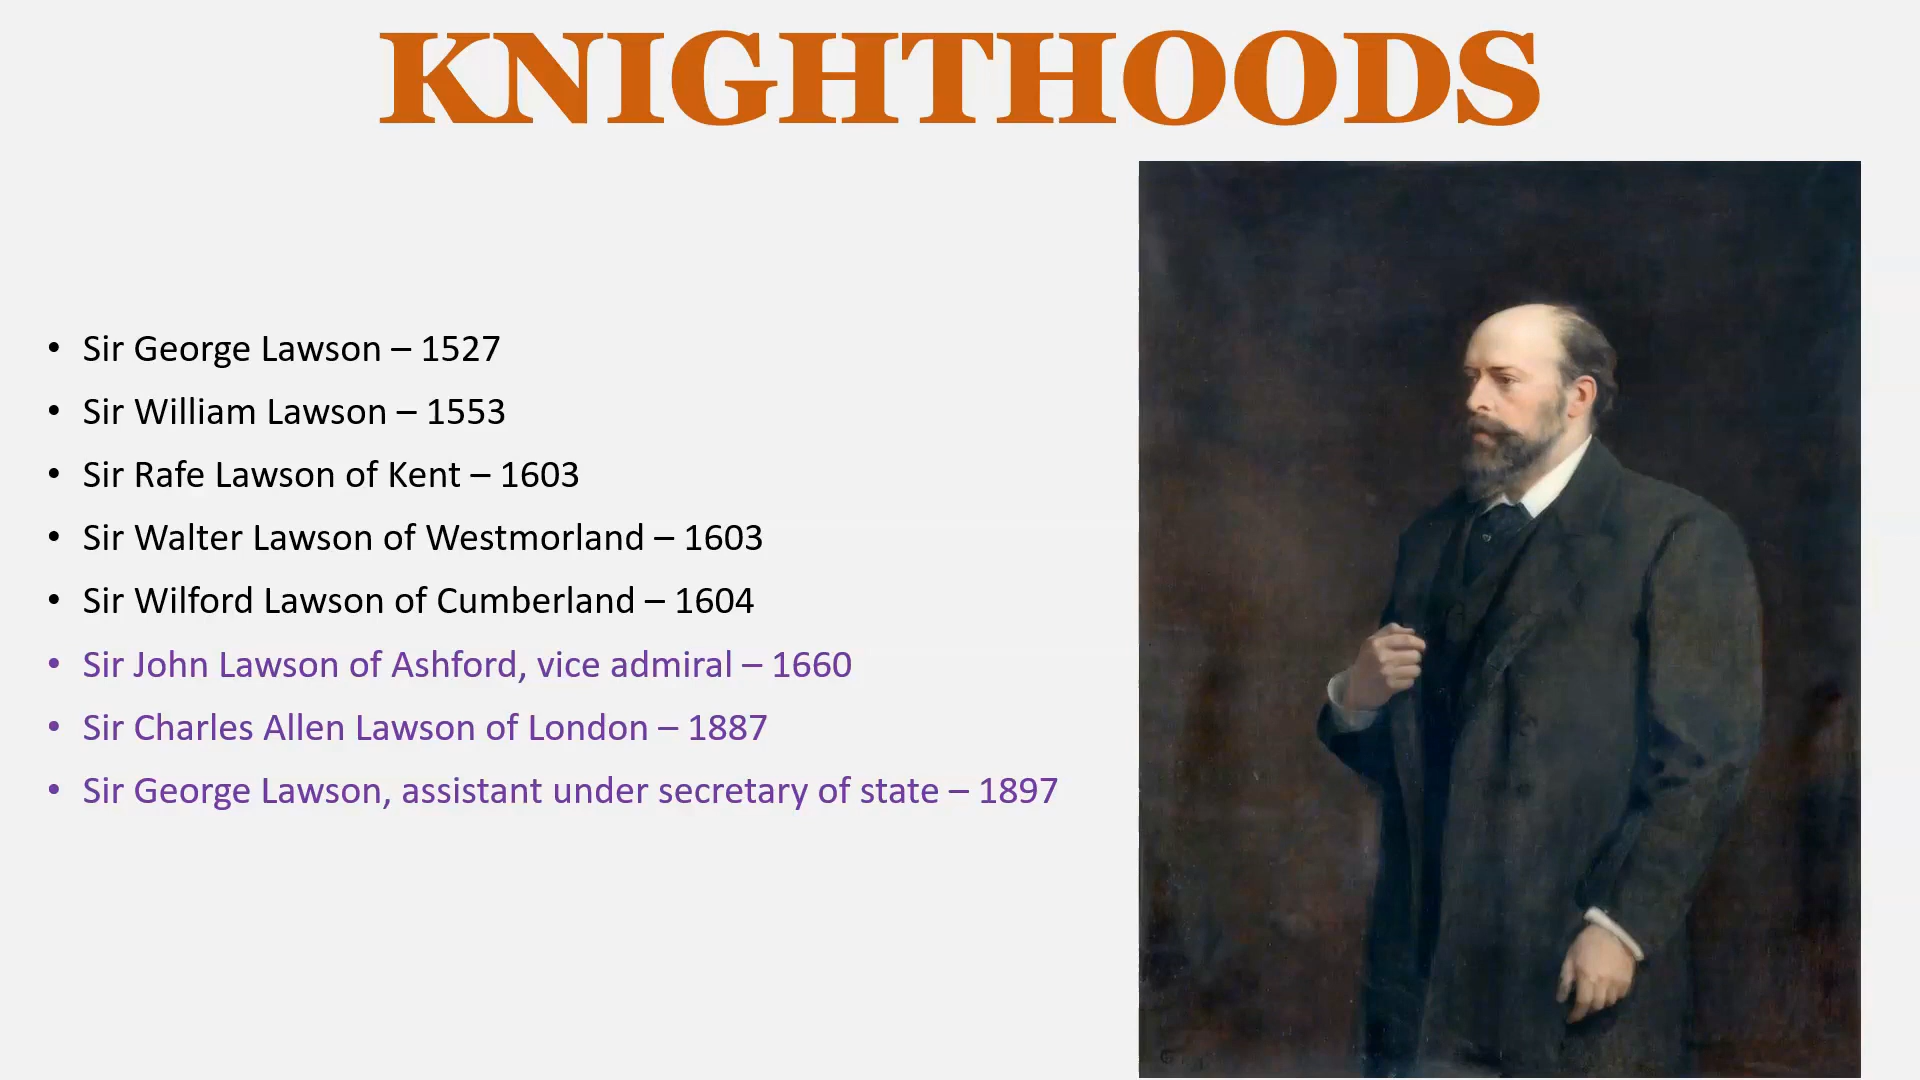 KNIGHTHOODS
• Sir George Lawson – 1527
• Sir William Lawson – 1553
• Sir Rafe Lawson of Kent – 1603
• Sir Walter Lawson of Westmorland – 1603
• Sir Wilford Lawson of Cumberland – 1604
• Sir John Lawson of Ashford, vice admiral – 1660
• Sir Charles Allen Lawson of London – 1887
• Sir George Lawson, assistant under secretary of state – 1897